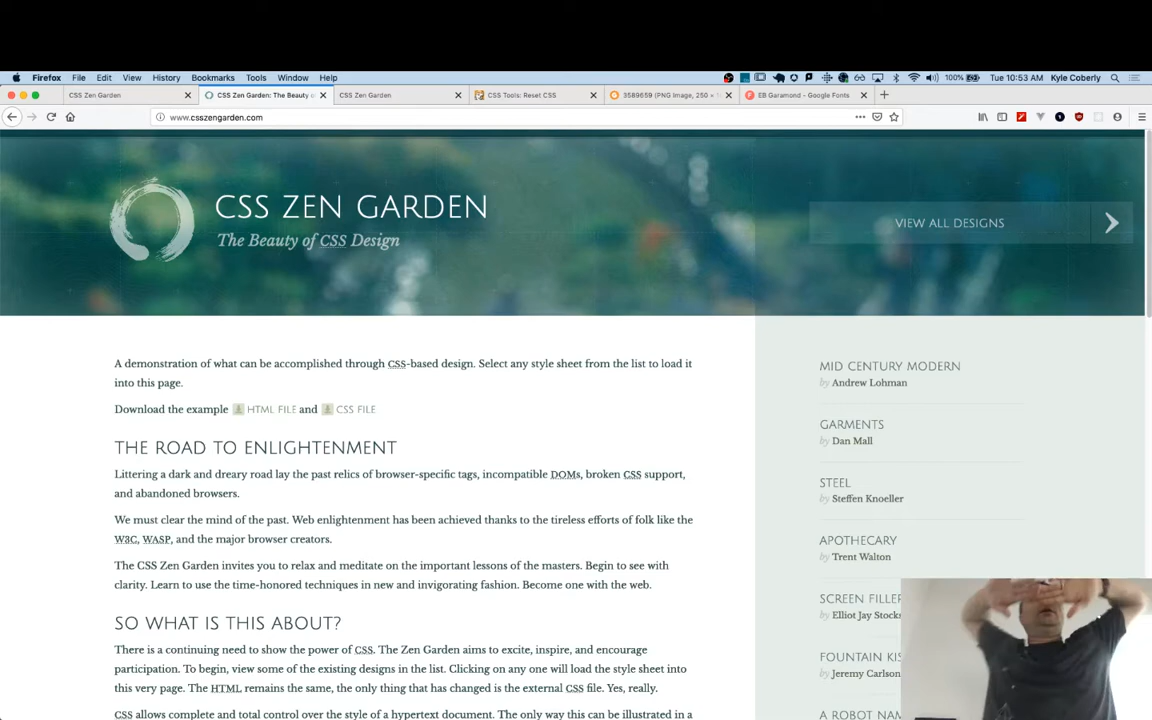 Firefox File Edit View History Bookmarks Tools Window Help 100% Tue 10:53 AM Kyle Coberly
CSS Zen Garden CSS Zen Garden: The Beauty o CSS Zen Garden CSS Tools: Reset CSS 3589659 (PNG Image, 250 × EB Garamond - Google Fonts
www.csszengarden.com
CSS ZEN GARDEN
The Beauty of CSS Design
VIEW ALL DESIGNS
A demonstration of what can be accomplished through CSS-based design. Select any style sheet from the list to load it
into this page.
Download the example HTML FILE and CSS FILE
THE ROAD TO ENLIGHTENMENT
Littering a dark and dreary road lay the past relics of browser-specific tags, incompatible DOMs, broken CSS support,
and abandoned browsers.
We must clear the mind of the past. Web enlightenment has been achieved thanks to the tireless efforts of folk like the
W3C, WASP, and the major browser creators.
The CSS Zen Garden invites you to relax and meditate on the important lessons of the masters. Begin to see with
clarity. Learn to use the time-honored techniques in new and invigorating fashion. Become one with the web.
SO WHAT IS THIS ABOUT?
There is a continuing need to show the power of CSS. The Zen Garden aims to excite, inspire, and encourage
participation. To begin, view some of the existing designs in the list. Clicking on any one will load the style sheet into
this very page. The HTML remains the same, the only thing that has changed is the external CSS file. Yes, really.
CSS allows complete and total control over the style of a hypertext document. The only way this can be illustrated in a
MID CENTURY MODERN
by Andrew Lohman
GARMENTS
by Dan Mall
STEEL
by Steffen Knoeller
APOTHECARY
by Trent Walton
SCREEN FILLER
by Elliot Jay Stocks
FOUNTAIN KIS
by Jeremy Carlson
A ROBOT NAM